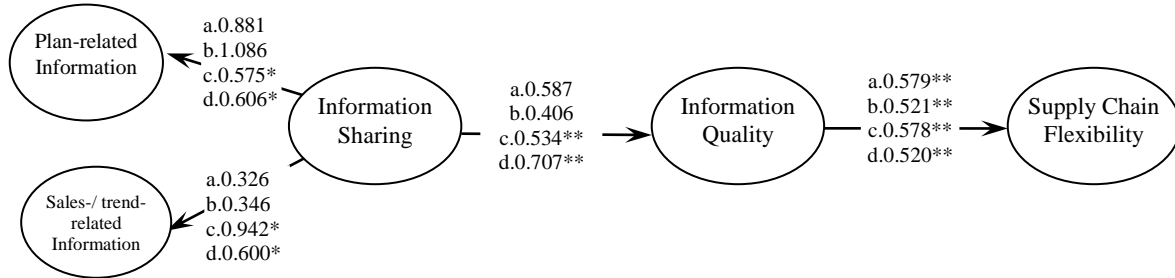 Plan-related
Information
a.0.881
b.1.086
c.0.575*
d.0.606*
Information
Sharing
a.0.587
b.0.406
c.0.534**
d.0.707**
Information
Quality
a.0.579**
b.0.521**
c.0.578**
d.0.520**
Supply Chain
Flexibility
Sales-/ trend-
related
Information
a.0.326
b.0.346
c.0.942*
d.0.600*